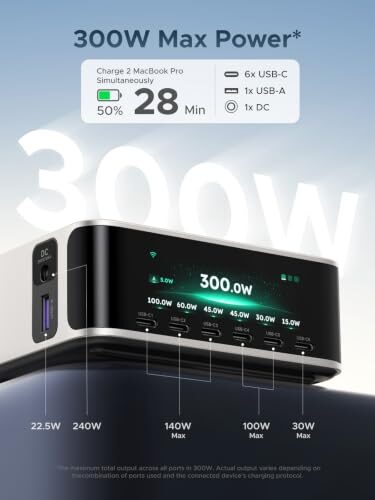 300W Max Power*
Charge 2 MacBook Pro
Simultaneously
50%
28 Min
6x USB-C
1x USB-A
1x DC
300W
DC
5.0W
300.0W
100.0W 60.0W 45.0W 45.0W 30.0W 15.0W
USB-C1 USB-C2 USB-C3 USB-C4 USB-C5 USB-C6
22.5W 240W 140W
Max 100W
Max 30W
Max
*The maximum total output across all ports in 300W. Actual output varies depending on
thecombination of ports used and the connected device's charging protocol.